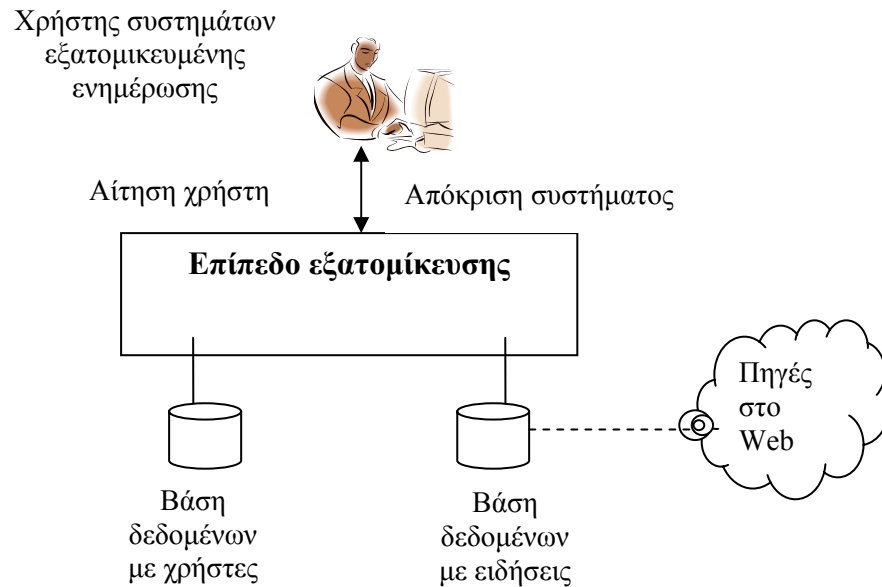 Χρήστης συστημάτων
εξατομικευμένης
ενημέρωσης
Αίτηση χρήστη
Απόκριση συστήματος
Επίπεδο εξατομίκευσης
Πηγές
στο
Web
Βάση
δεδομένων
με χρήστες
Βάση
δεδομένων
με ειδήσεις